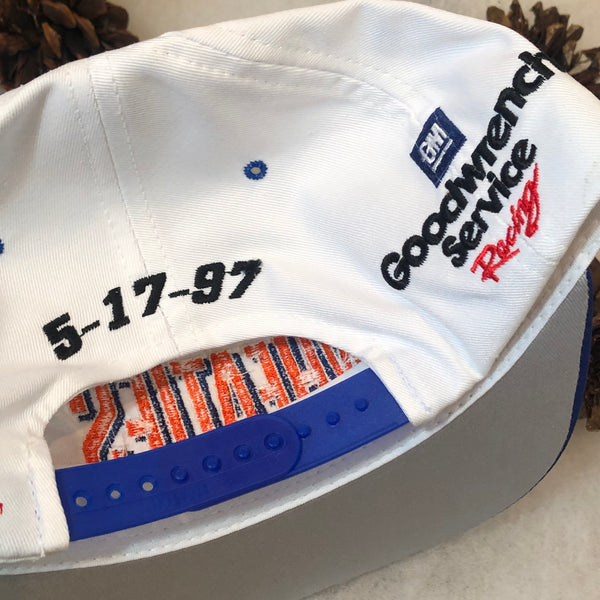 GM
Goodwrench
Service
Racing
5-17-97